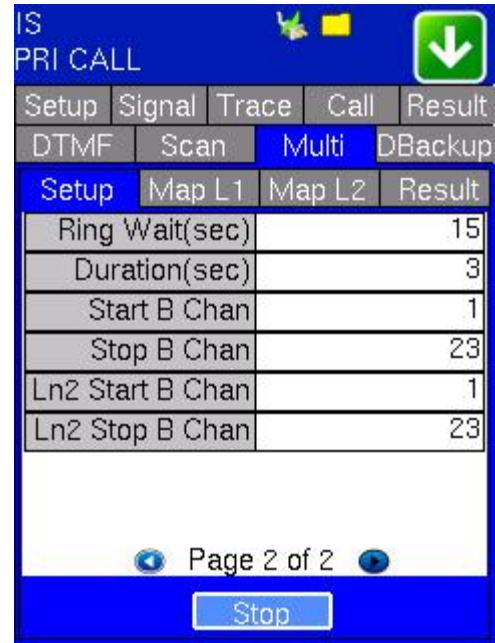 IS
PRI CALL
Setup Signal Trace Call Result
DTMF Scan Multi DBackup
Setup Map L1 Map L2 Result
Ring Wait(sec) 15
Duration(sec) 3
Start B Chan 1
Stop B Chan 23
Ln2 Start B Chan 1
Ln2 Stop B Chan 23
Page 2 of 2
Stop